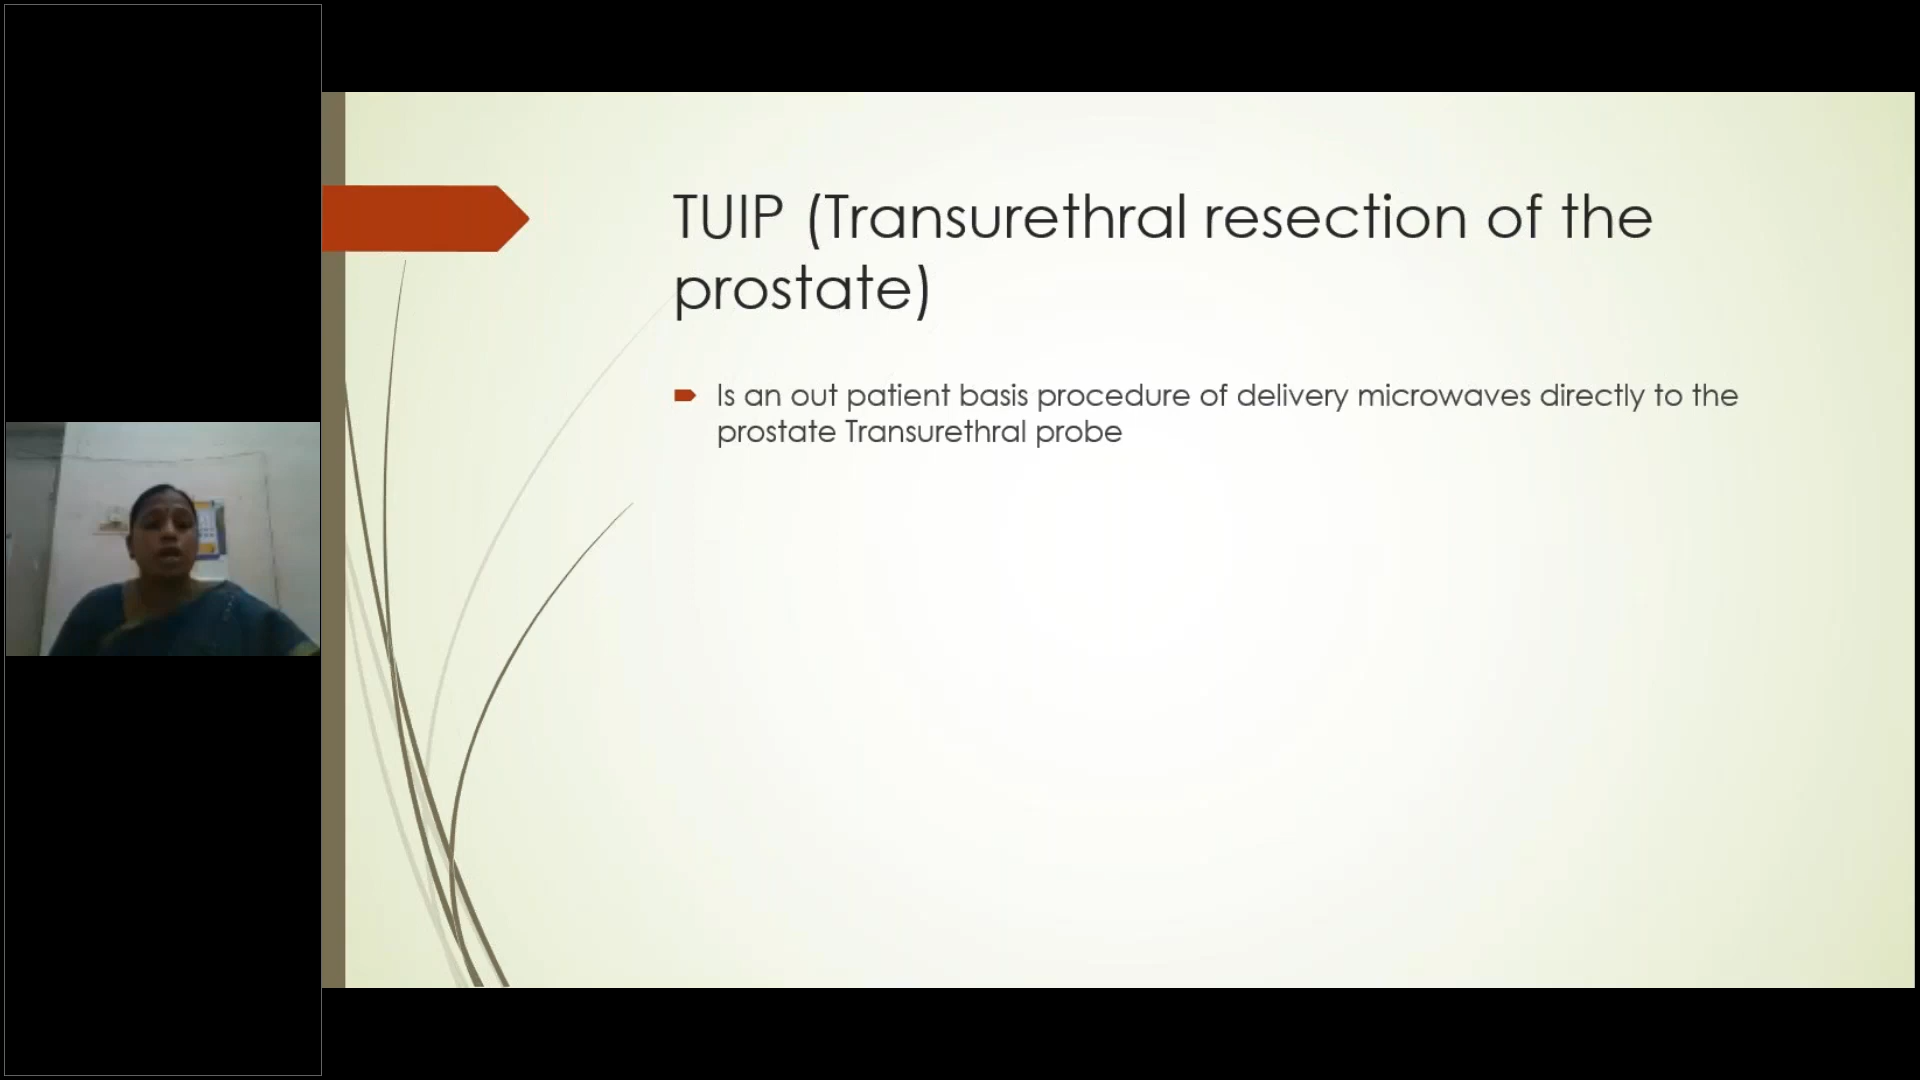 TUIP (Transurethral resection of the
prostate)
Is an out patient basis procedure of delivery microwaves directly to the
prostate Transurethral probe